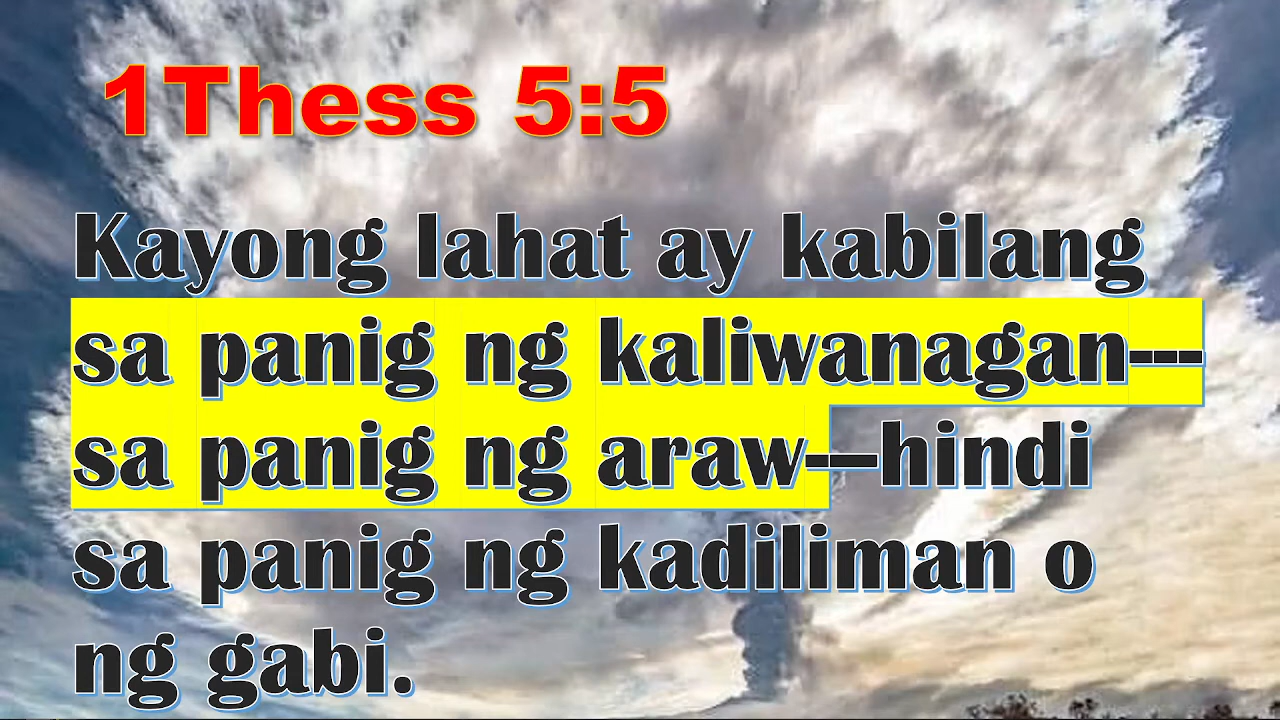 1Thess 5:5
Kayong lahat ay kabilang
sa panig ng kaliwanagan---
sa panig ng araw—hindi
sa panig ng kadiliman o
ng gabi.